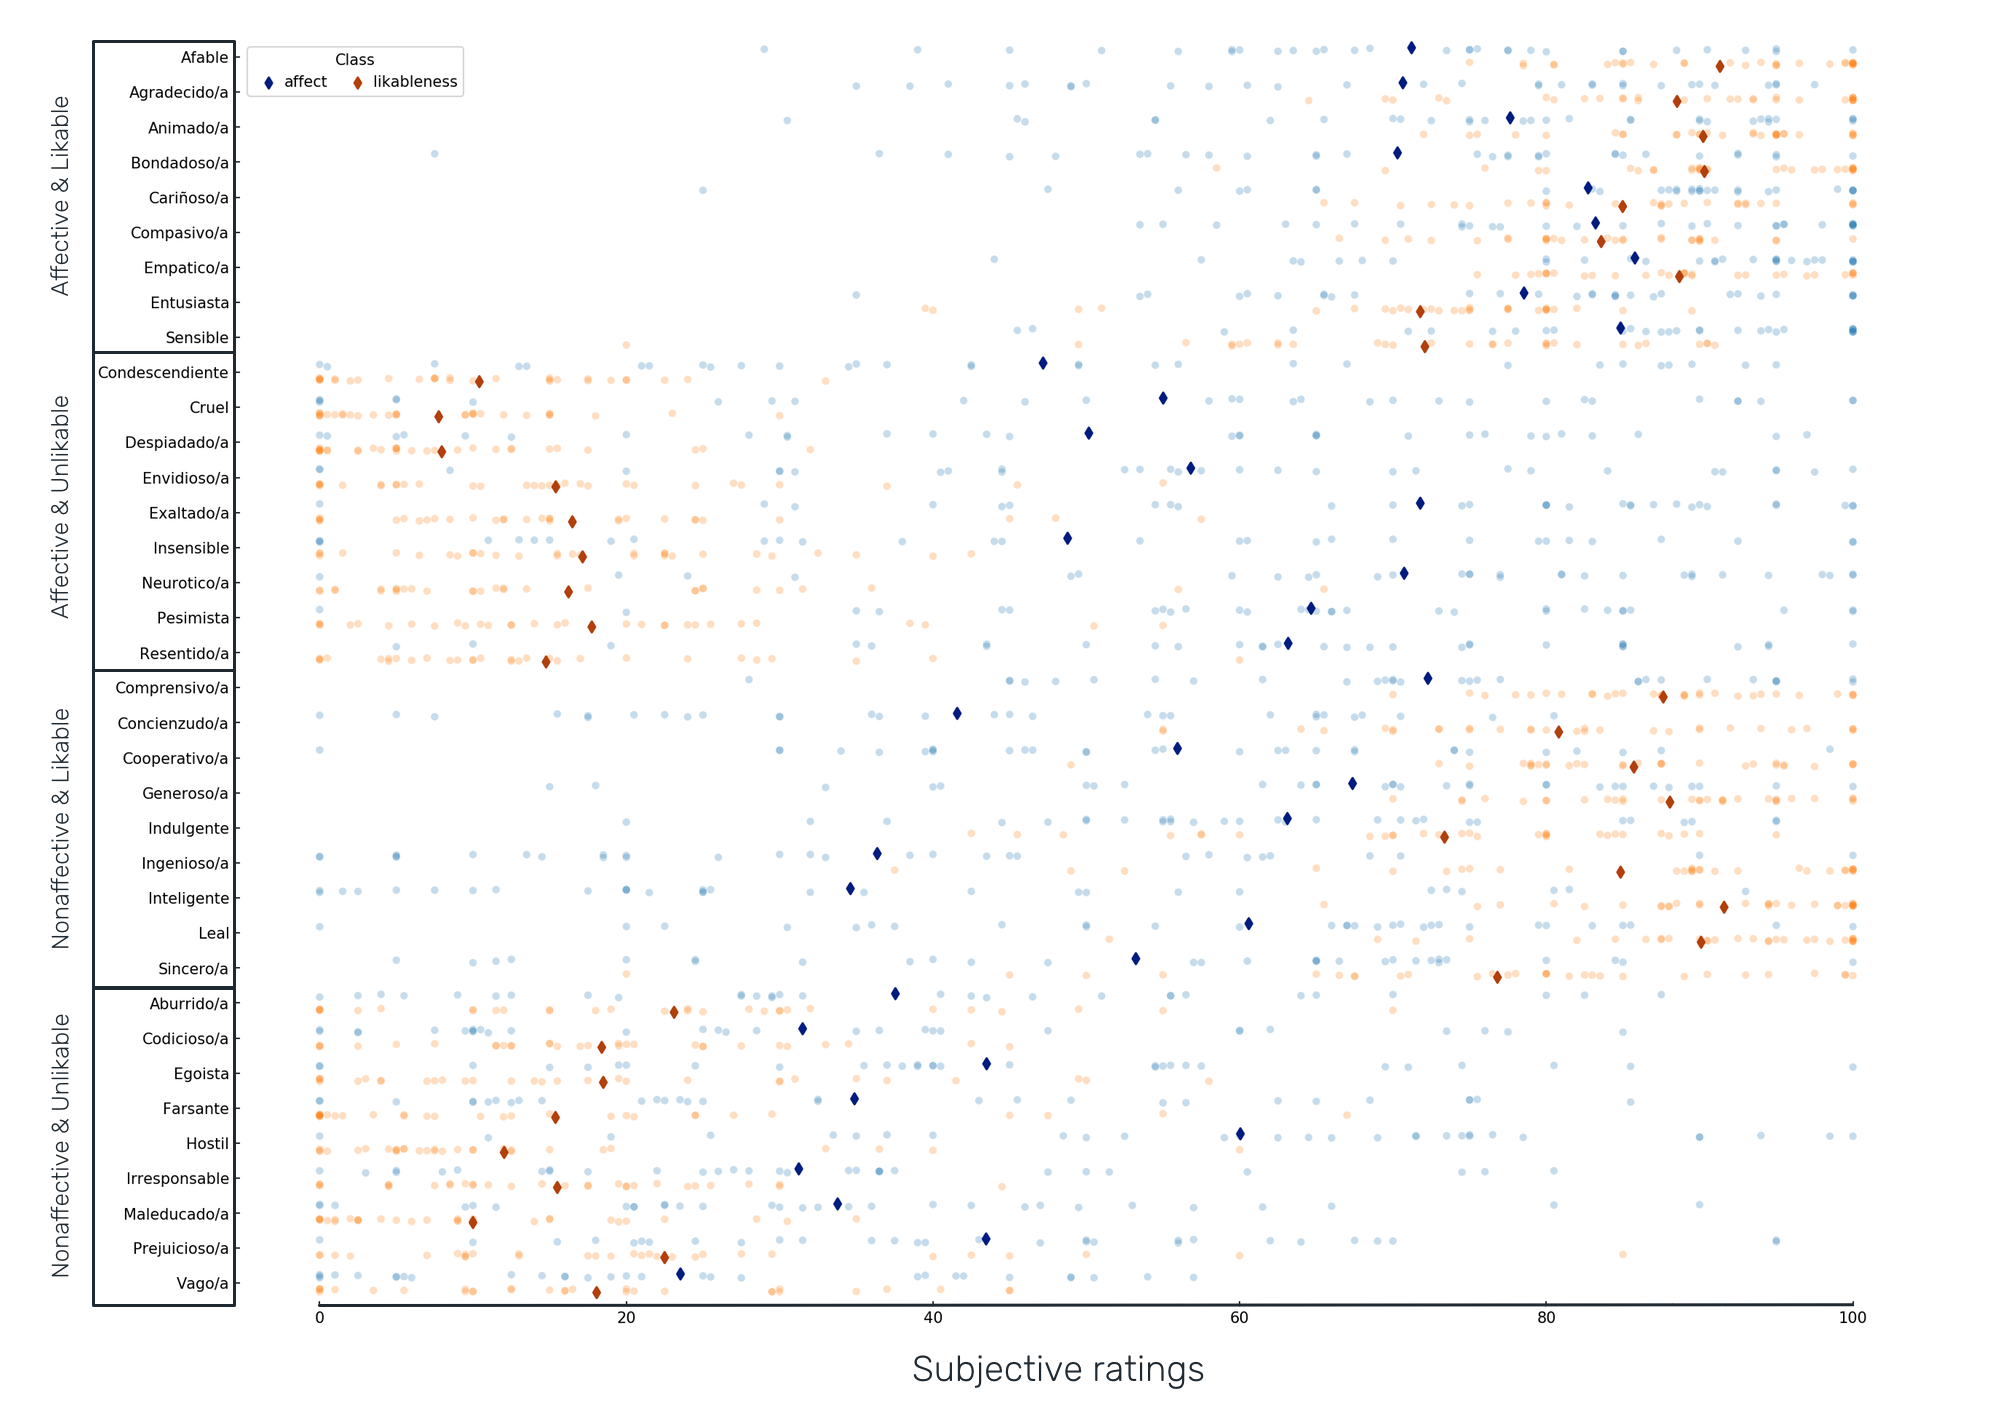 Class
affect likableness
Affective & Likable
Afable
Agradecido/a
Animado/a
Bondadoso/a
Cariñoso/a
Compasivo/a
Empatico/a
Entusiasta
Sensible
Affective & Unlikable
Condescendiente
Cruel
Despiadado/a
Envidioso/a
Exaltado/a
Insensible
Neurotico/a
Pesimista
Resentido/a
Nonaffective & Likable
Comprensivo/a
Concienzudo/a
Cooperativo/a
Generoso/a
Indulgente
Ingenioso/a
Inteligente
Leal
Sincero/a
Nonaffective & Unlikable
Aburrido/a
Codicioso/a
Egoista
Farsante
Hostil
Irresponsable
Maleducado/a
Prejuicioso/a
Vago/a
0 20 40 60 80 100
Subjective ratings